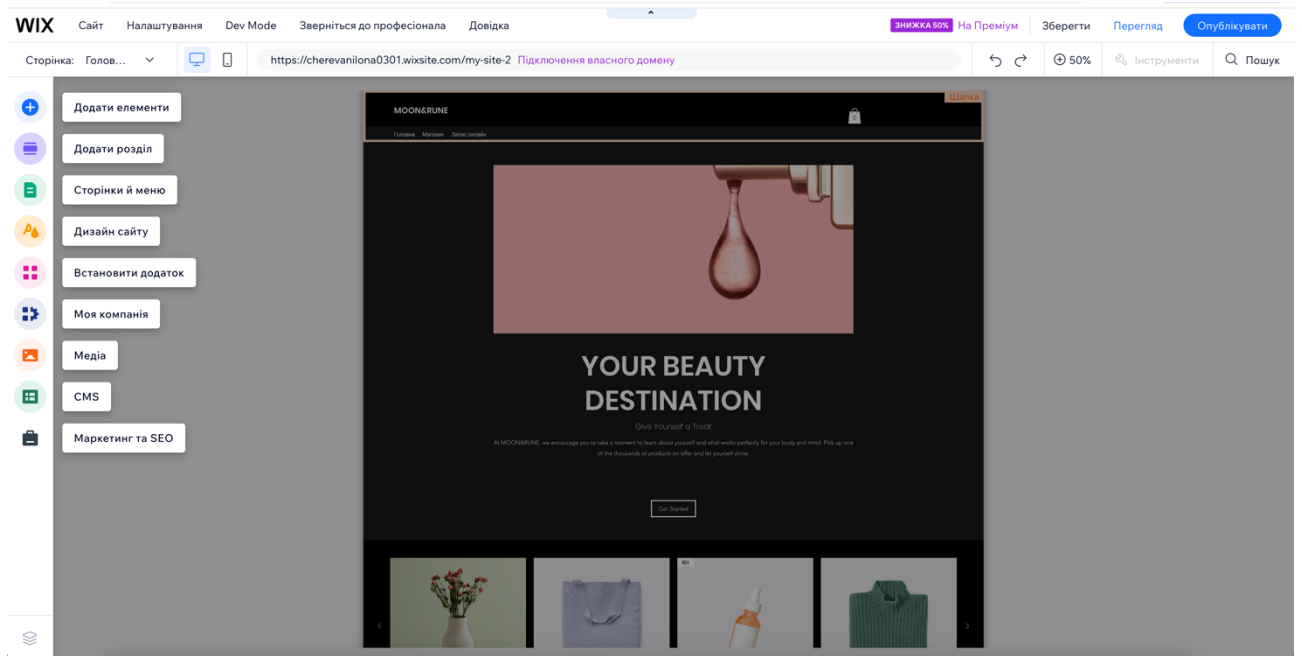 WIX Сайт Налаштування Dev Mode Зверніться до професіонала Довідка ЗНИЖКА 50% На Преміум Зберегти Перегляд Опублікувати
Сторінка: Голов... https://cherevanilona0301.wixsite.com/my-site-2 Підключення власного домену 50% Інструменти Пошук
Додати елементи
Додати розділ
Сторінки й меню
Дизайн сайту
Встановити додаток
Моя компанія
Медіа
CMS
Маркетинг та SEO
Шапка
MOON&RUNE
0
Головна Магазин Запис онлайн
YOUR BEAUTY
DESTINATION
Give Yourself a Treat
At MOON&RUNE, we encourage you to take a moment to learn about yourself and what works perfectly for your body and mind. Pick up one
of the thousands of products on offer and let yourself shine.
Get Started
Хіт